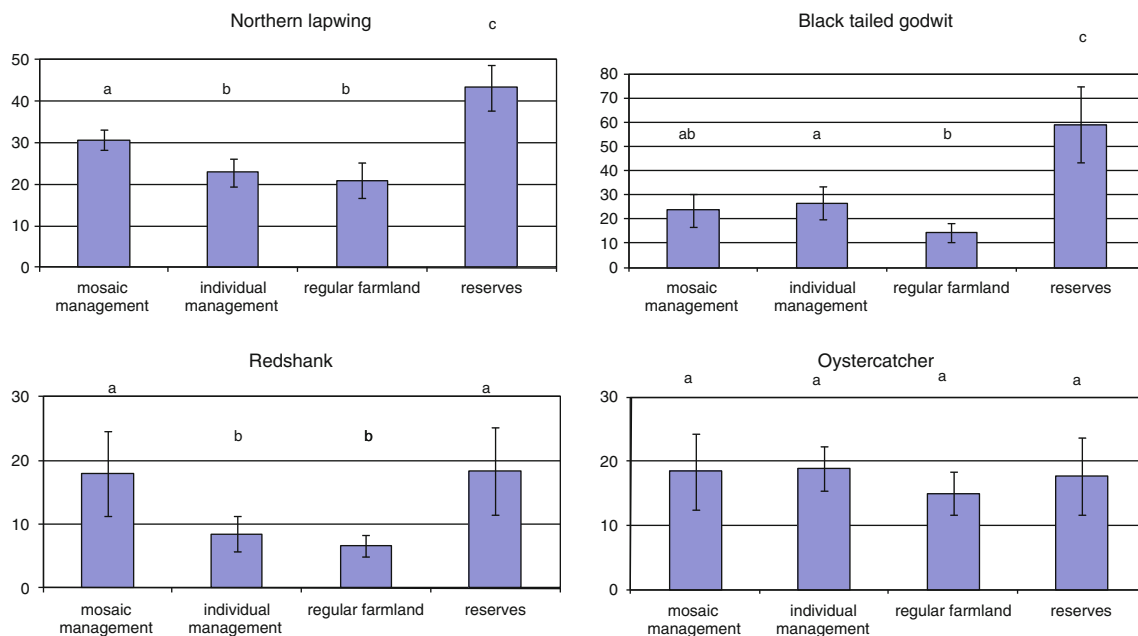 Northern lapwing
c
50
a b b
40
30
20
10
0
mosaic management
individual management
regular farmland
reserves
Black tailed godwit
c
80
70
60
ab a b
50
40
30
20
10
0
mosaic management
individual management
regular farmland
reserves
Redshank
a a
30
b b
20
10
0
mosaic management
individual management
regular farmland
reserves
Oystercatcher
a a a a
30
20
10
0
mosaic management
individual management
regular farmland
reserves